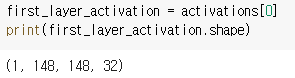 first_layer_activation = activations[0]
print(first_layer_activation.shape)
(1, 148, 148, 32)